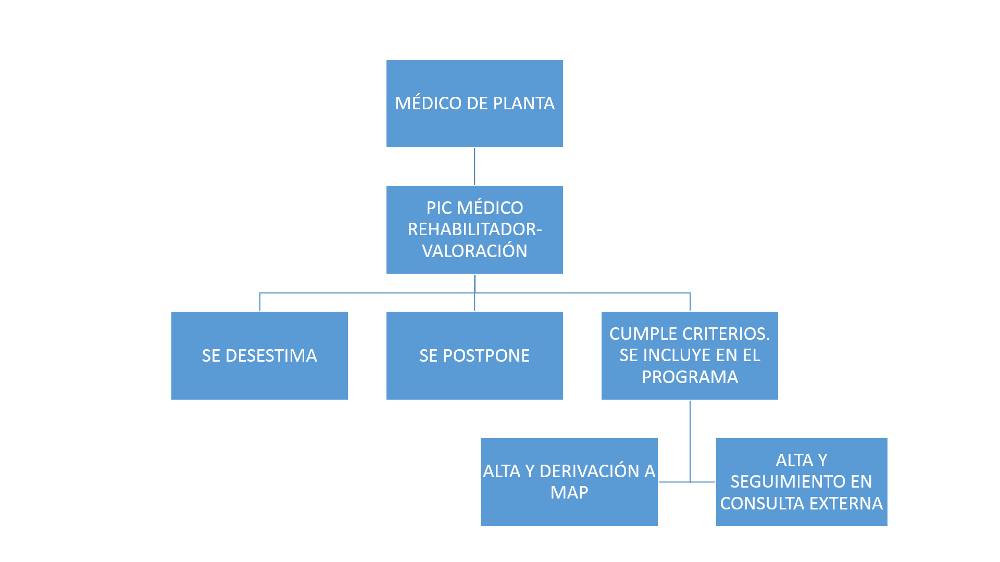 MÉDICO DE PLANTA
PIC MÉDICO
REHABILITADOR-
VALORACIÓN
SE DESESTIMA
SE POSTPONE
CUMPLE CRITERIOS.
SE INCLUYE EN EL
PROGRAMA
ALTA Y DERIVACIÓN A
MAP
ALTA Y
SEGUIMIENTO EN
CONSULTA EXTERNA